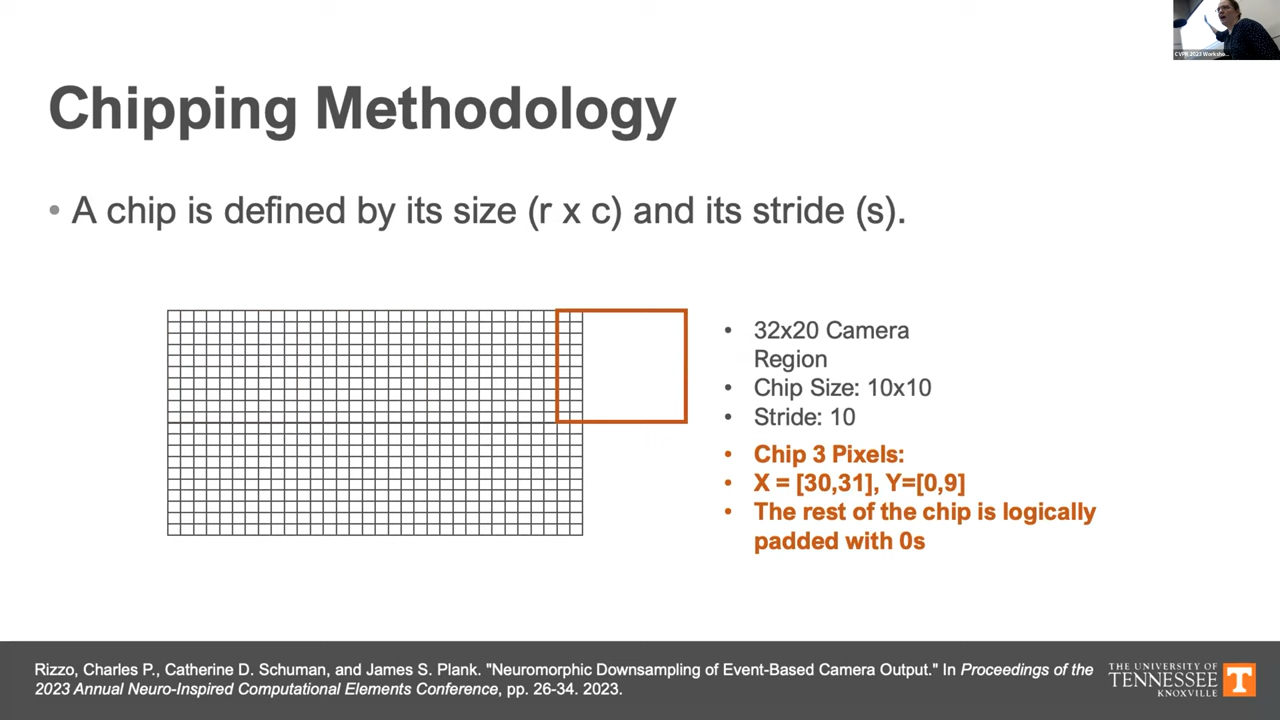 CVPR 2023 Worksho...
Chipping Methodology
• A chip is defined by its size (r x c) and its stride (s).
• 32x20 Camera
Region
• Chip Size: 10x10
• Stride: 10
• Chip 3 Pixels:
• X = [30,31], Y=[0,9]
• The rest of the chip is logically
padded with 0s
Rizzo, Charles P., Catherine D. Schuman, and James S. Plank. "Neuromorphic Downsampling of Event-Based Camera Output." In Proceedings of the
2023 Annual Neuro-Inspired Computational Elements Conference, pp. 26-34. 2023.
THE UNIVERSITY OF
TENNESSEE
KNOXVILLE
T